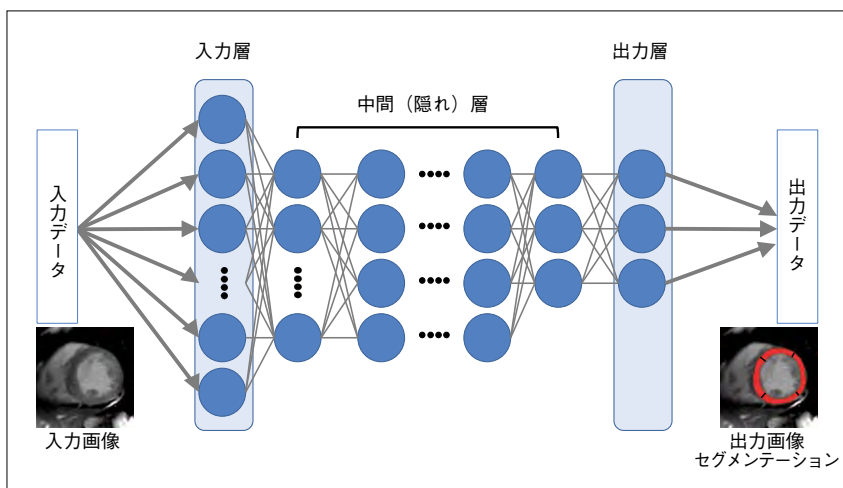 入力層
出力層
中間（隠れ）層
入力データ
出力データ
入力画像
出力画像
セグメンテーション